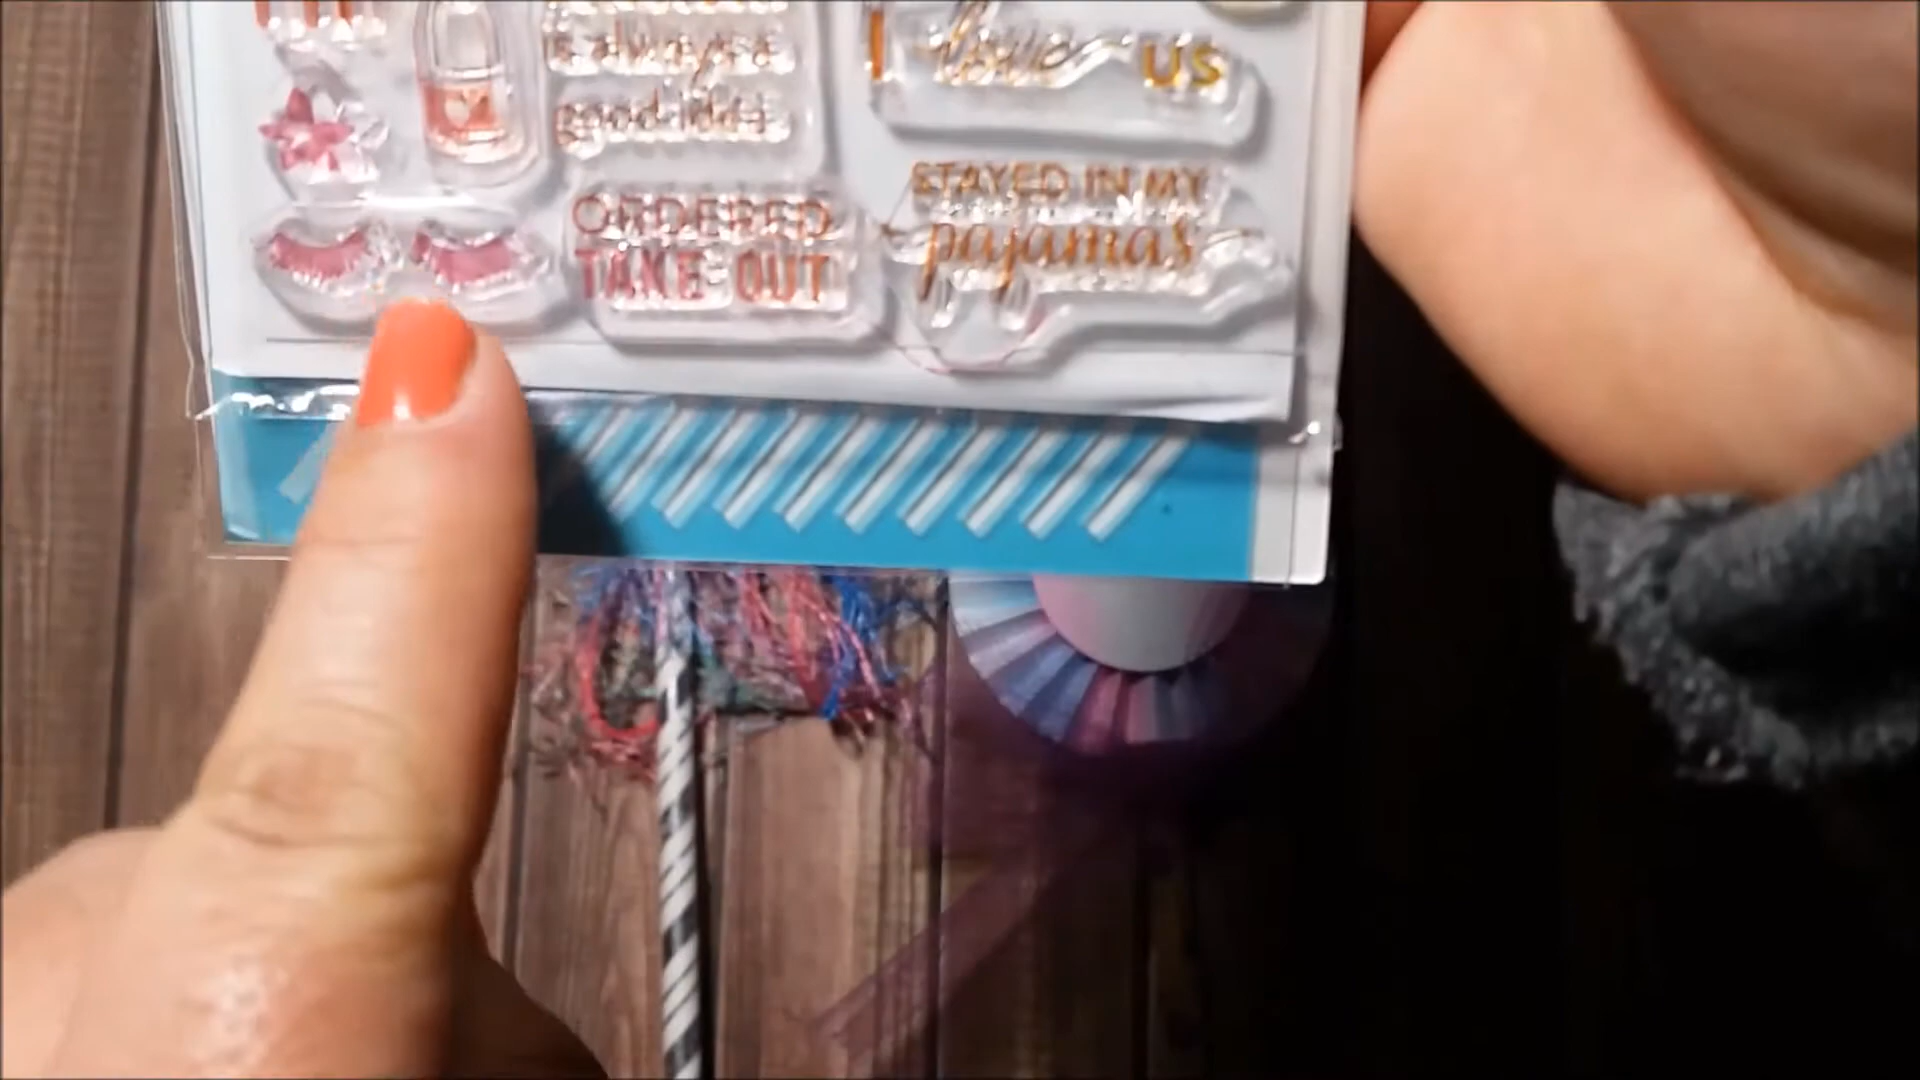 is always a
good idea
I love us
ORDERED
TAKE OUT
STAYED IN MY
pajamas